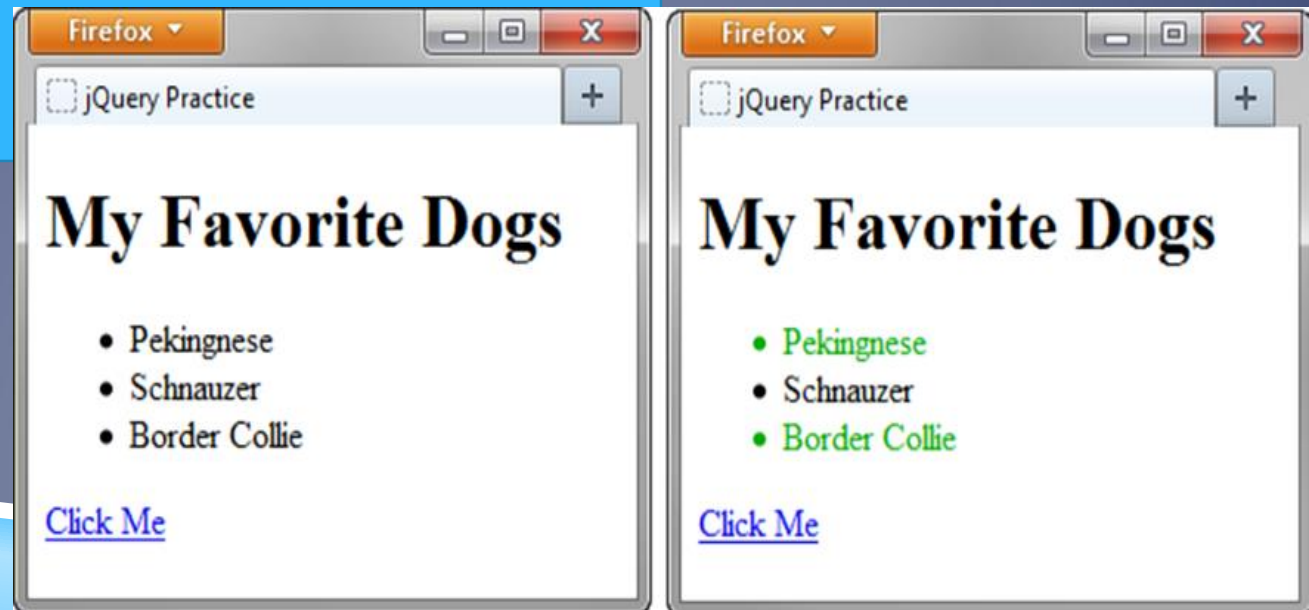 Firefox
jQuery Practice
My Favorite Dogs
Pekingnese
Schnauzer
Border Collie
Click Me
Firefox
jQuery Practice
My Favorite Dogs
Pekingnese
Schnauzer
Border Collie
Click Me